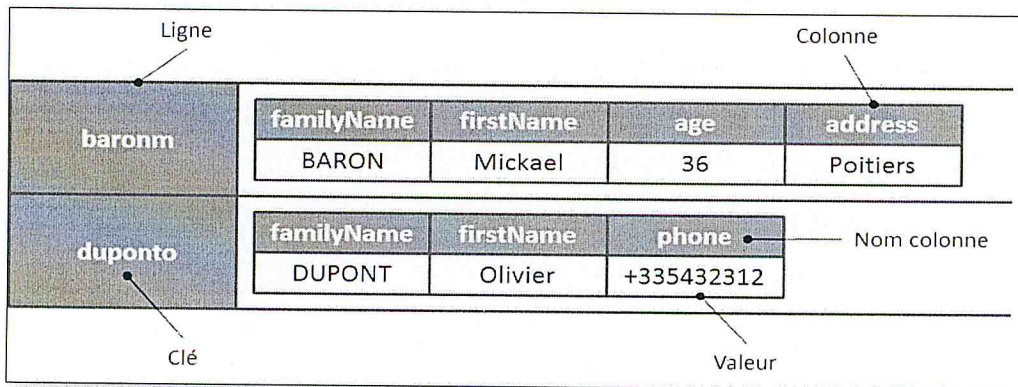 Ligne
Colonne
baronm
familyName firstName age address
BARON Mickael 36 Poitiers
duponto
familyName firstName phone
Nom colonne
DUPONT Olivier +335432312
Clé
Valeur